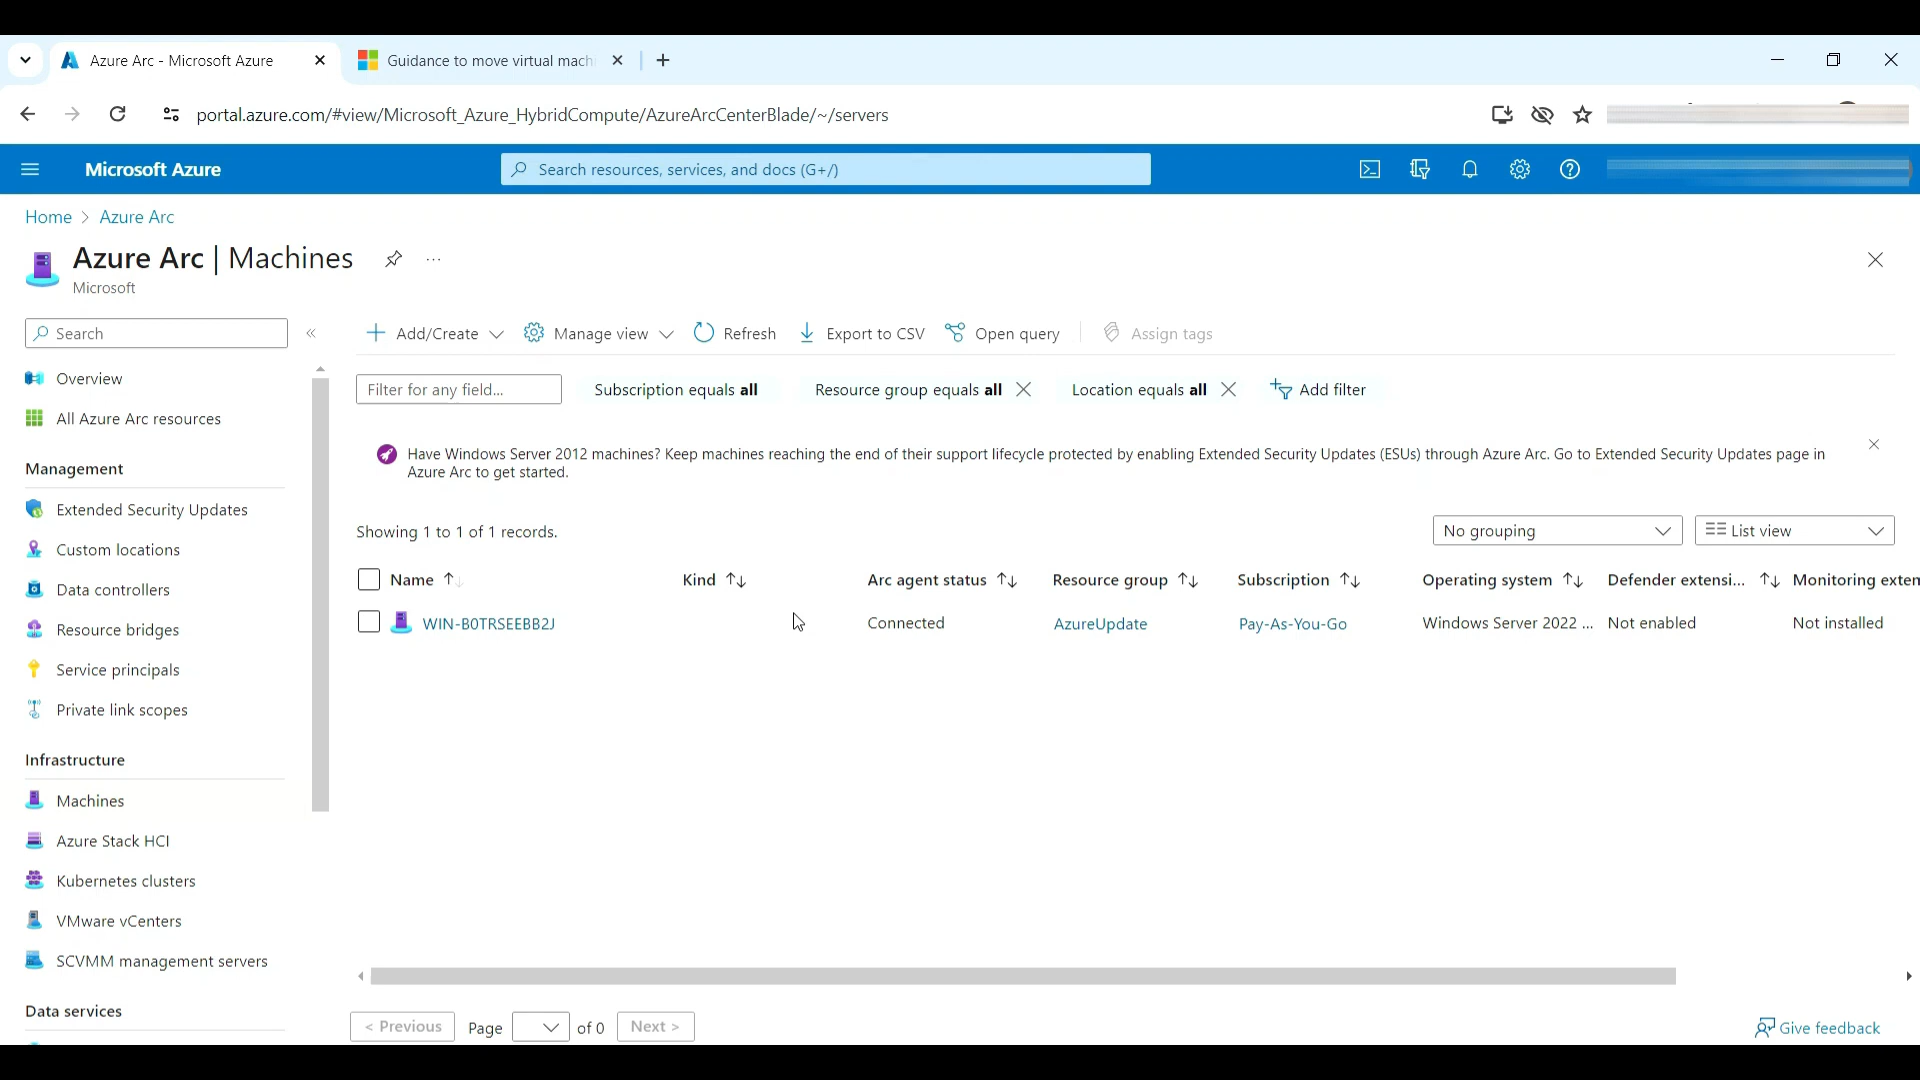 Azure Arc - Microsoft Azure
Guidance to move virtual mach
portal.azure.com/#view/Microsoft_Azure_HybridCompute/AzureArcCenterBlade/~/servers
Microsoft Azure
Search resources, services, and docs (G+/)
Home > Azure Arc
Azure Arc | Machines
...
Microsoft
Search
«
Add/Create
Manage view
Refresh
Export to CSV
Open query
Assign tags
Overview
All Azure Arc resources
Management
Extended Security Updates
Custom locations
Data controllers
Resource bridges
Service principals
Private link scopes
Infrastructure
Machines
Azure Stack HCI
Kubernetes clusters
VMware vCenters
SCVMM management servers
Data services
Filter for any field...
Subscription equals all
Resource group equals all
Location equals all
Add filter
Have Windows Server 2012 machines? Keep machines reaching the end of their support lifecycle protected by enabling Extended Security Updates (ESUs) through Azure Arc. Go to Extended Security Updates page in
Azure Arc to get started.
Showing 1 to 1 of 1 records.
No grouping
List view
Name ↑↓ Kind ↑↓ Arc agent status ↑↓ Resource group ↑↓ Subscription ↑↓ Operating system ↑↓ Defender extensi... ↑↓ Monitoring exten
WIN-B0TRSEEBB2J Connected AzureUpdate Pay-As-You-Go Windows Server 2022 ... Not enabled Not installed
< Previous Page of 0 Next >
Give feedback